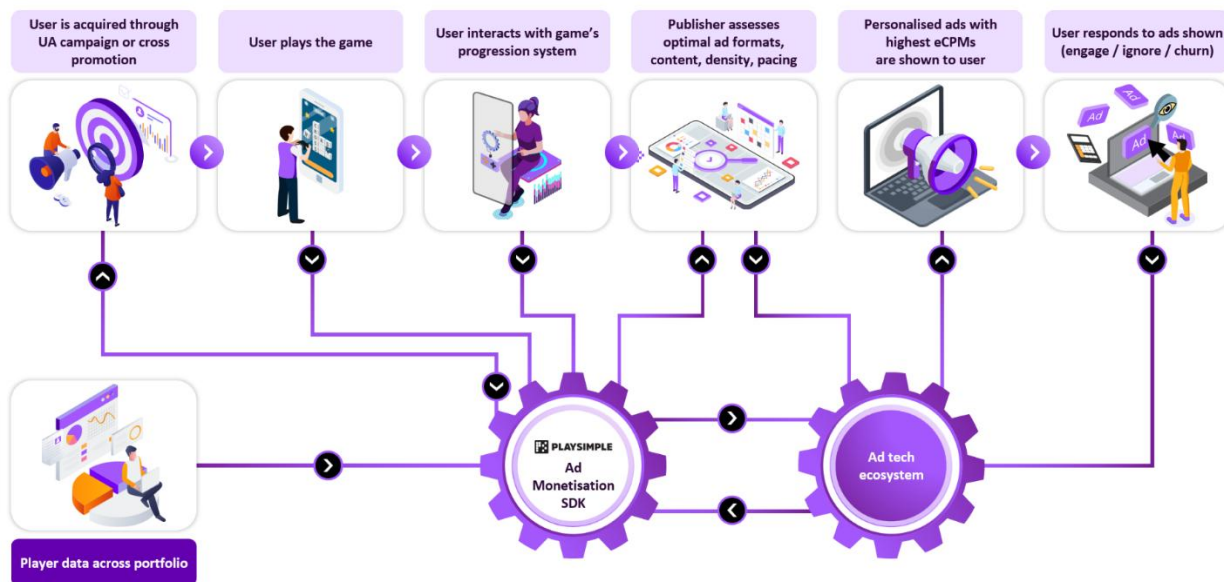 User is acquired through
UA campaign or cross
promotion
User plays the game
User interacts with game's
progression system
Publisher assesses
optimal ad formats,
content, density, pacing
Personalised ads with
highest eCPMs
are shown to user
User responds to ads shown
(engage / ignore / churn)
Ad
Ad
Ad
Ad
PLAYSIMPLE
Ad
Monetisation
SDK
Ad tech
ecosystem
Player data across portfolio